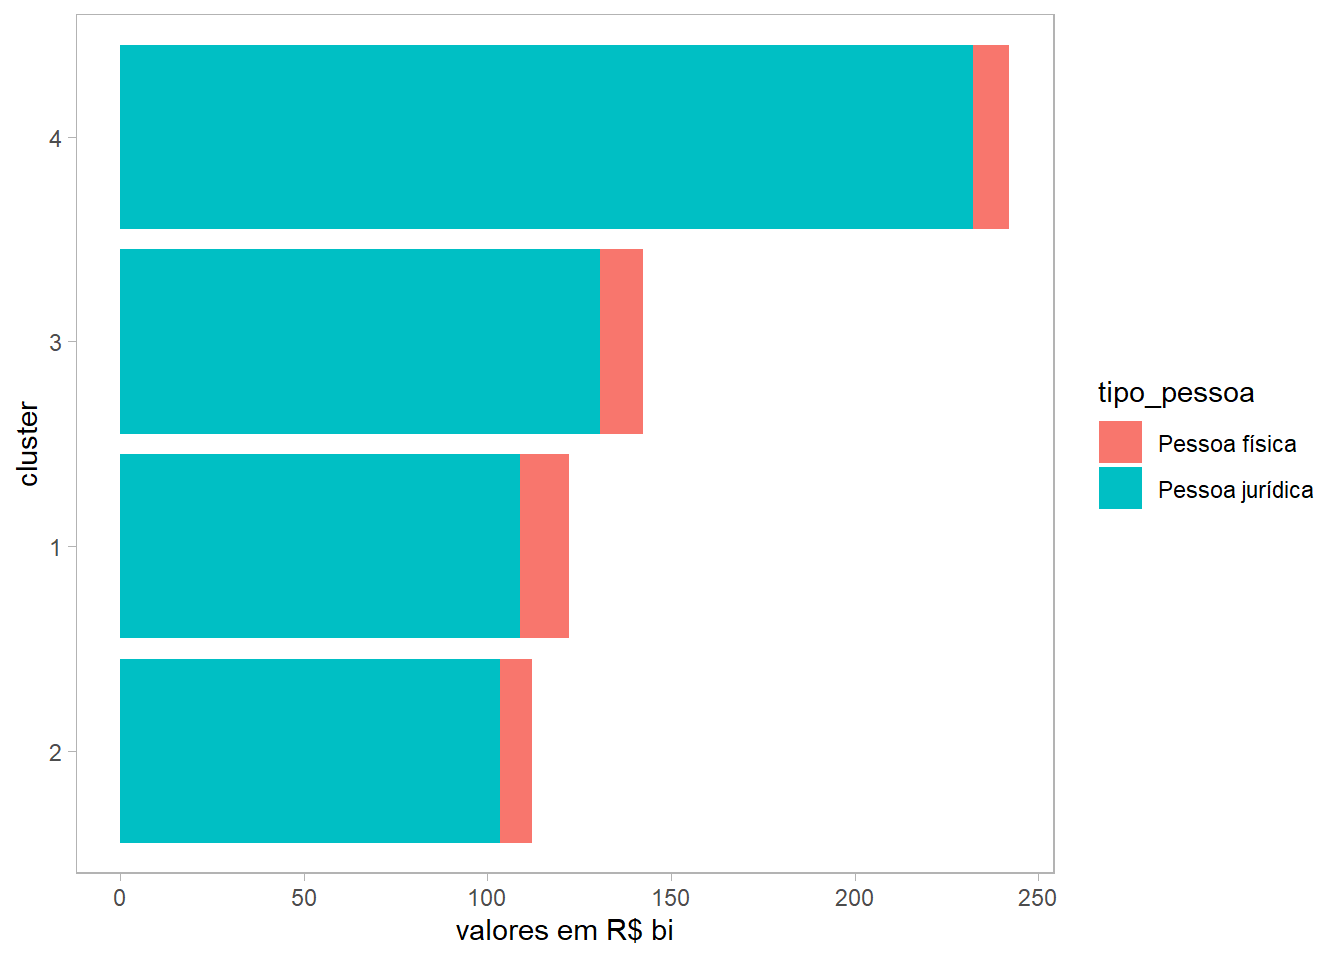 4
3
1
2
cluster
0 50 100 150 200 250
valores em R$ bi
tipo_pessoa
Pessoa física
Pessoa jurídica